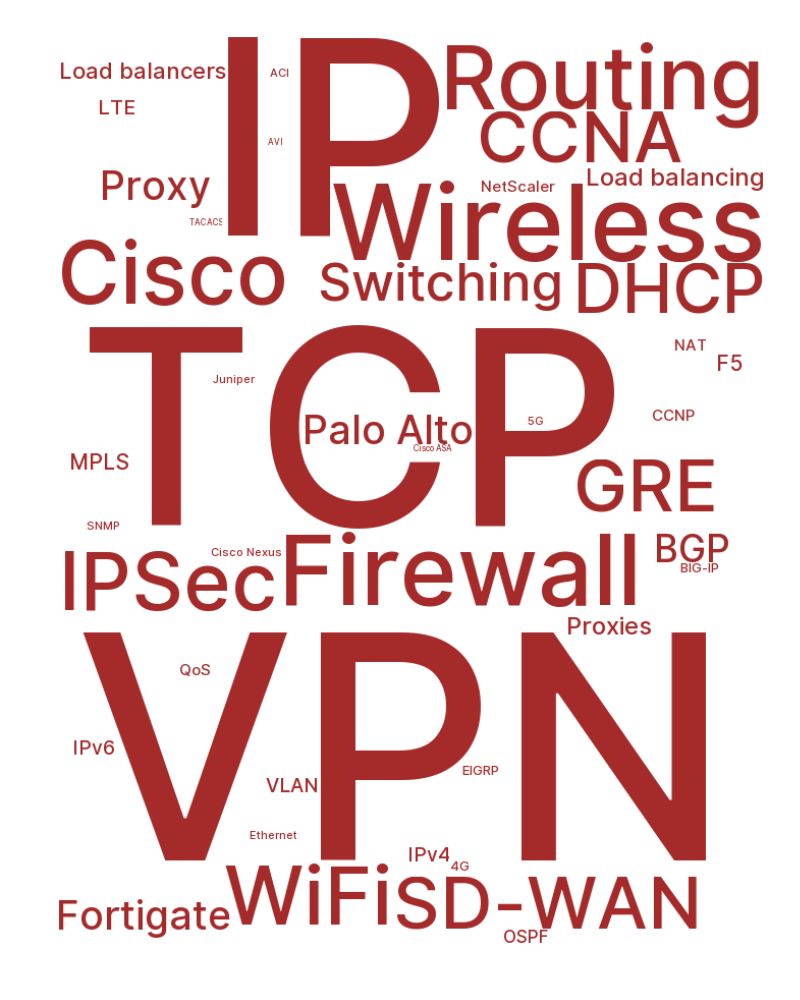 IP
Routing
Load balancers
ACI
LTE
CCNA
AVI
Proxy
Load balancing
NetScaler
TACACS
Wireless
Cisco
Switching
DHCP
TCP
NAT
F5
Juniper
5G
CCNP
Palo Alto
Cisco ASA
MPLS
GRE
SNMP
Cisco Nexus
Firewall
BGP
BIG-IP
IPSec
Proxies
VPN
QoS
IPv6
EIGRP
VLAN
Ethernet
IPv4
4G
WiFi
SD-WAN
Fortigate
OSPF